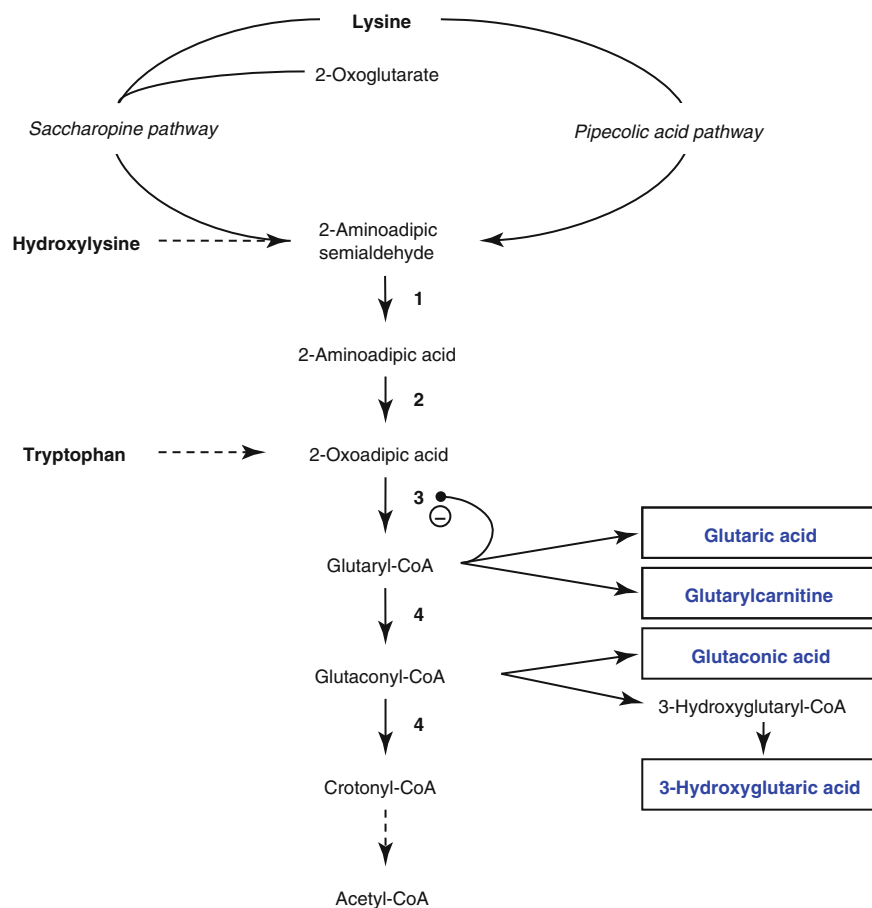 Lysine
2-Oxoglutarate
Saccharopine pathway
Pipecolic acid pathway
Hydroxylysine
2-Aminoadipic
semialdehyde
1
2-Aminoadipic acid
2
Tryptophan
2-Oxoadipic acid
3
−
Glutaric acid
Glutaryl-CoA
Glutarylcarnitine
4
Glutaconic acid
Glutaconyl-CoA
3-Hydroxyglutaryl-CoA
4
Crotonyl-CoA
3-Hydroxyglutaric acid
Acetyl-CoA